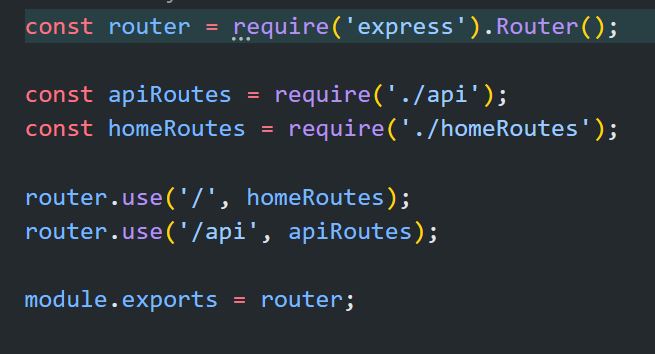 const router = require('express').Router();
const apiRoutes = require('./api');
const homeRoutes = require('./homeRoutes');
router.use('/', homeRoutes);
router.use('/api', apiRoutes);
module.exports = router;